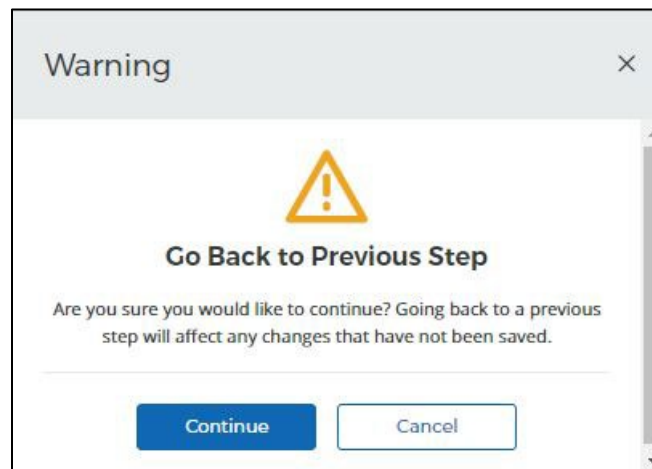 Warning
Go Back to Previous Step
Are you sure you would like to continue? Going back to a previous
step will affect any changes that have not been saved.
Continue Cancel